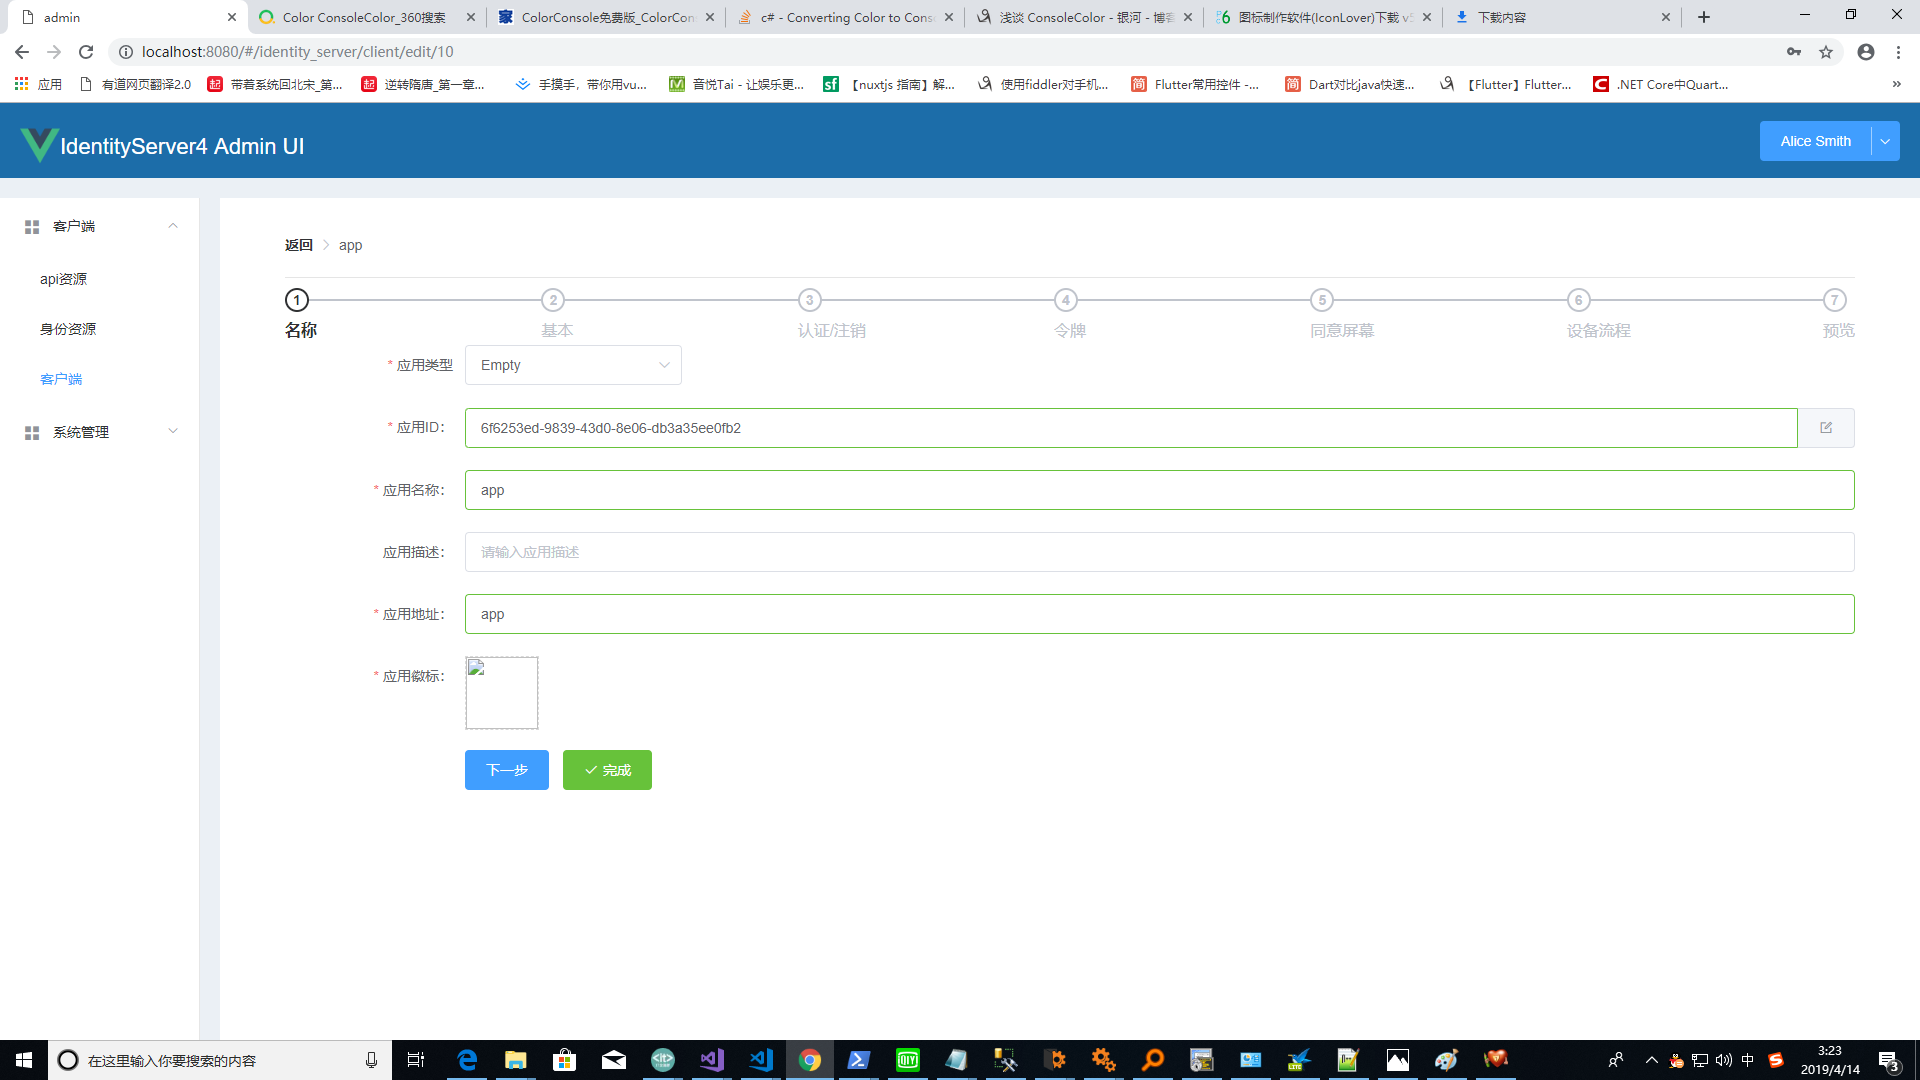 admin
Color ConsoleColor_360搜索
ColorConsole免费版_ColorCon
c# - Converting Color to Cons
浅谈 ConsoleColor - 银河 - 博客
图标制作软件(IconLover)下载 v5
下载内容
localhost:8080/#/identity_server/client/edit/10
应用
有道网页翻译2.0
带着系统回北宋_第...
逆转隋唐_第一章...
手摸手，带你用vu...
音悦Tai - 让娱乐更...
【nuxtjs 指南】解...
使用fiddler对手机...
Flutter常用控件 -...
Dart对比java快速...
【Flutter】Flutter...
.NET Core中Quart...
IdentityServer4 Admin UI
Alice Smith
客户端
api资源
身份资源
客户端
系统管理
返回 > app
1 2 3 4 5 6 7
名称 基本 认证/注销 令牌 同意屏幕 设备流程 预览
* 应用类型 Empty
* 应用ID： 6f6253ed-9839-43d0-8e06-db3a35ee0fb2
* 应用名称： app
应用描述： 请输入应用描述
* 应用地址： app
* 应用徽标：
下一步 完成
在这里输入你要搜索的内容
中
3:23
2019/4/14
3